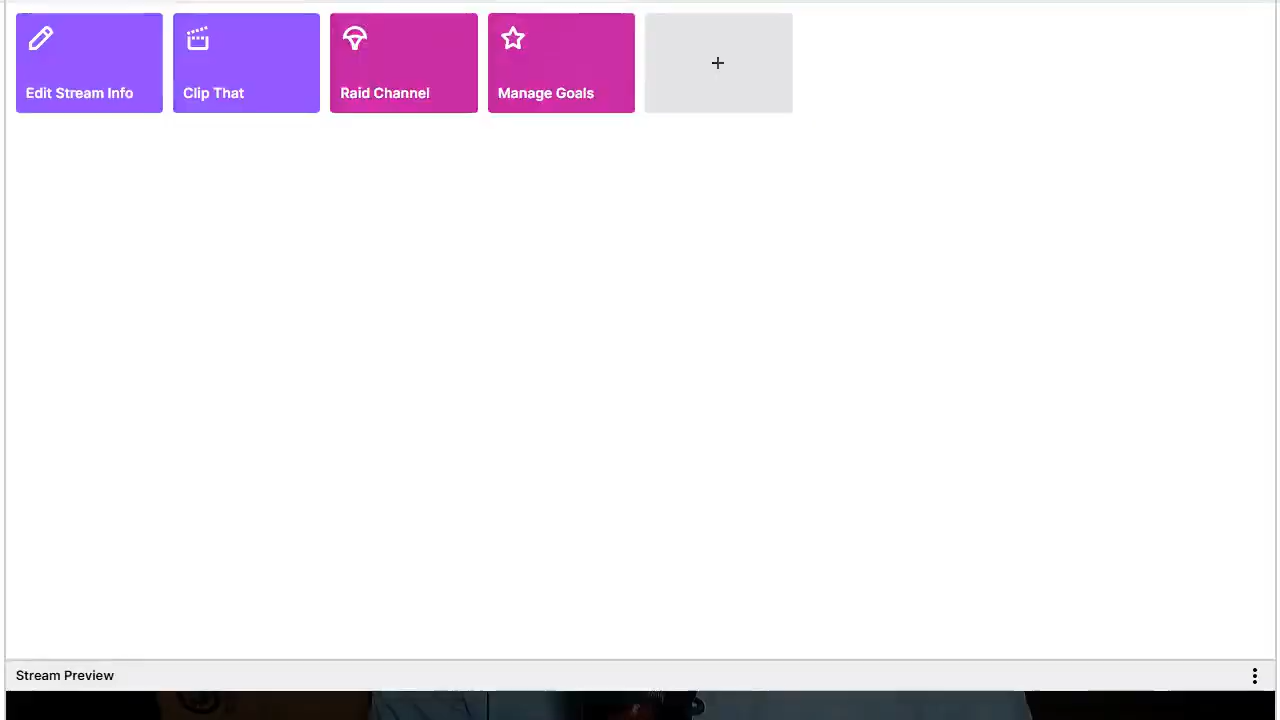 Edit Stream Info
Clip That
Raid Channel
Manage Goals
+
Stream Preview